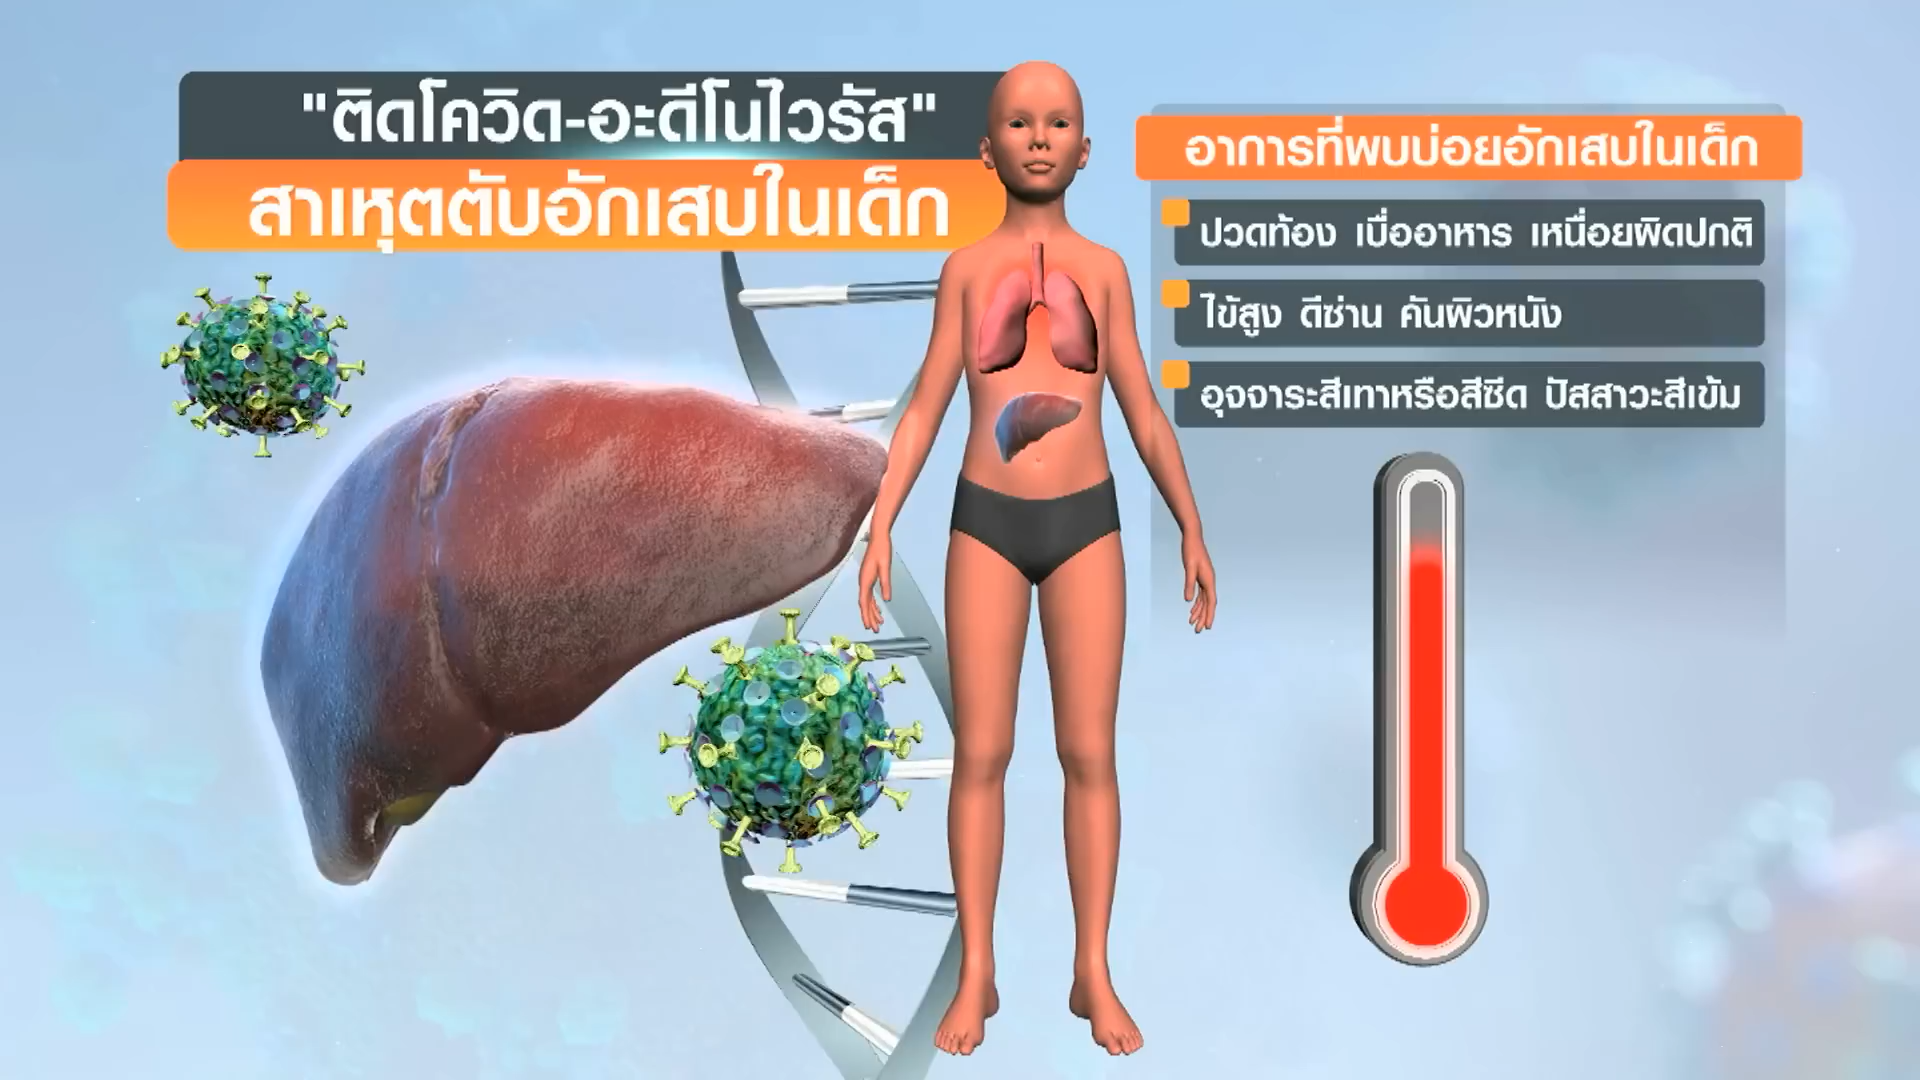 "ติดโควิด-อะดีโนไวรัส"
สาเหตุตตับอักเสบในเด็ก
อาการที่พบบ่อยอักเสบในเด็ก
ปวดท้อง เบื่ออาหาร เหนื่อยผิดปกติ
ไข้สูง ดีซ่าน คันผิวหนัง
อุจจาระสีเทาหรือสีซีด ปัสสาวะสีเข้ม